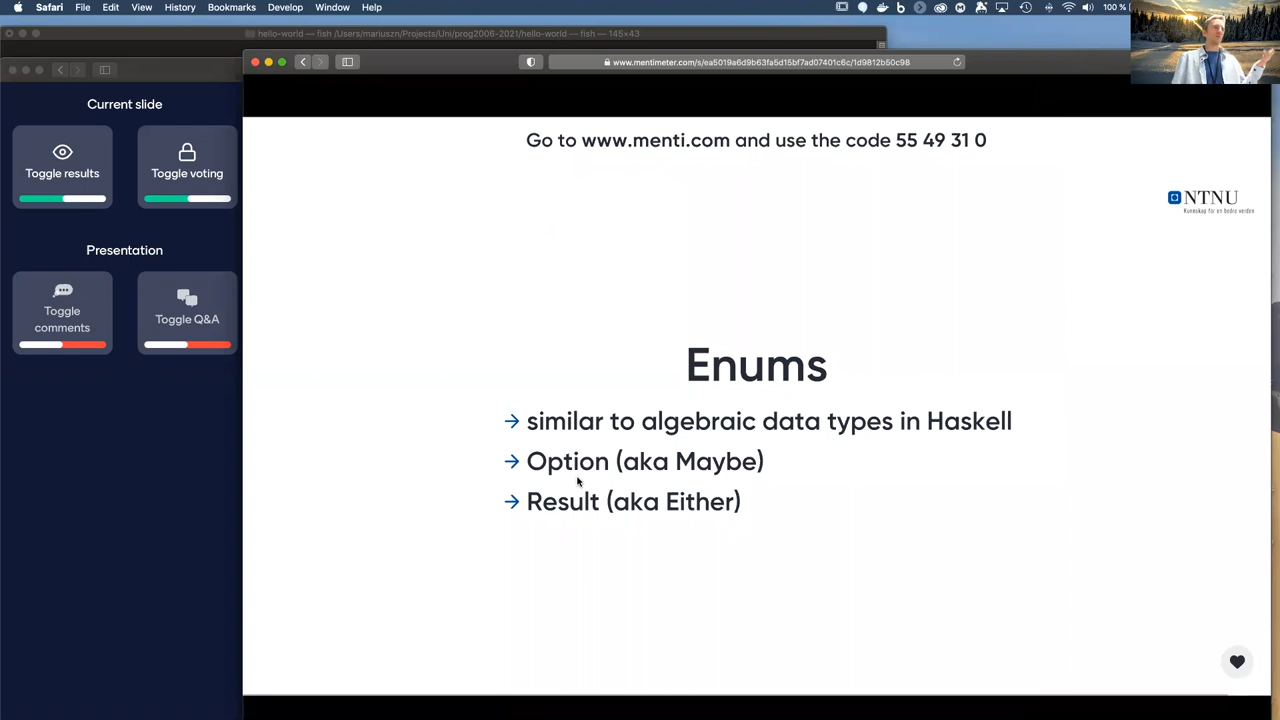 Safari File Edit View History Bookmarks Develop Window Help 100 %
hello-world — fish /Users/mariuszn/Projects/Uni/prog2006-2021/hello-world — fish — 145×43
www.mentimeter.com/s/ea5019a6d9b63fa5d15bf7ad07401c6c/1d9812b50c98
Current slide
Toggle results
Toggle voting
Presentation
Toggle
comments
Toggle Q&A
Go to www.menti.com and use the code 55 49 31 0
NTNU
Kunnskap for en bedre verden
Enums
→ similar to algebraic data types in Haskell
→ Option (aka Maybe)
→ Result (aka Either)